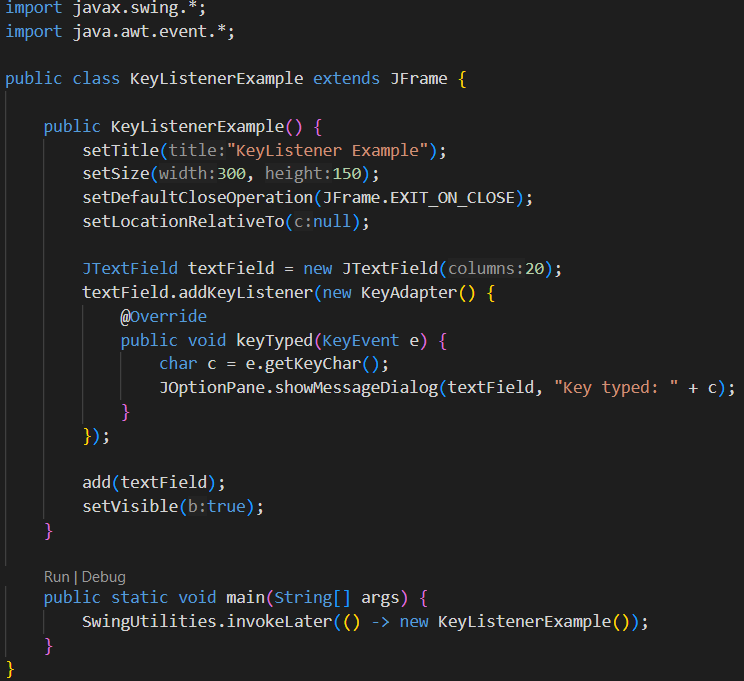 import javax.swing.*;
import java.awt.event.*;

public class KeyListenerExample extends JFrame {

    public KeyListenerExample() {
        setTitle(title:"KeyListener Example");
        setSize(width:300, height:150);
        setDefaultCloseOperation(JFrame.EXIT_ON_CLOSE);
        setLocationRelativeTo(c:null);

        JTextField textField = new JTextField(columns:20);
        textField.addKeyListener(new KeyAdapter() {
            @Override
            public void keyTyped(KeyEvent e) {
                char c = e.getKeyChar();
                JOptionPane.showMessageDialog(textField, "Key typed: " + c);
            }
        });

        add(textField);
        setVisible(b:true);
    }

    Run | Debug
    public static void main(String[] args) {
        SwingUtilities.invokeLater(() -> new KeyListenerExample());
    }
}